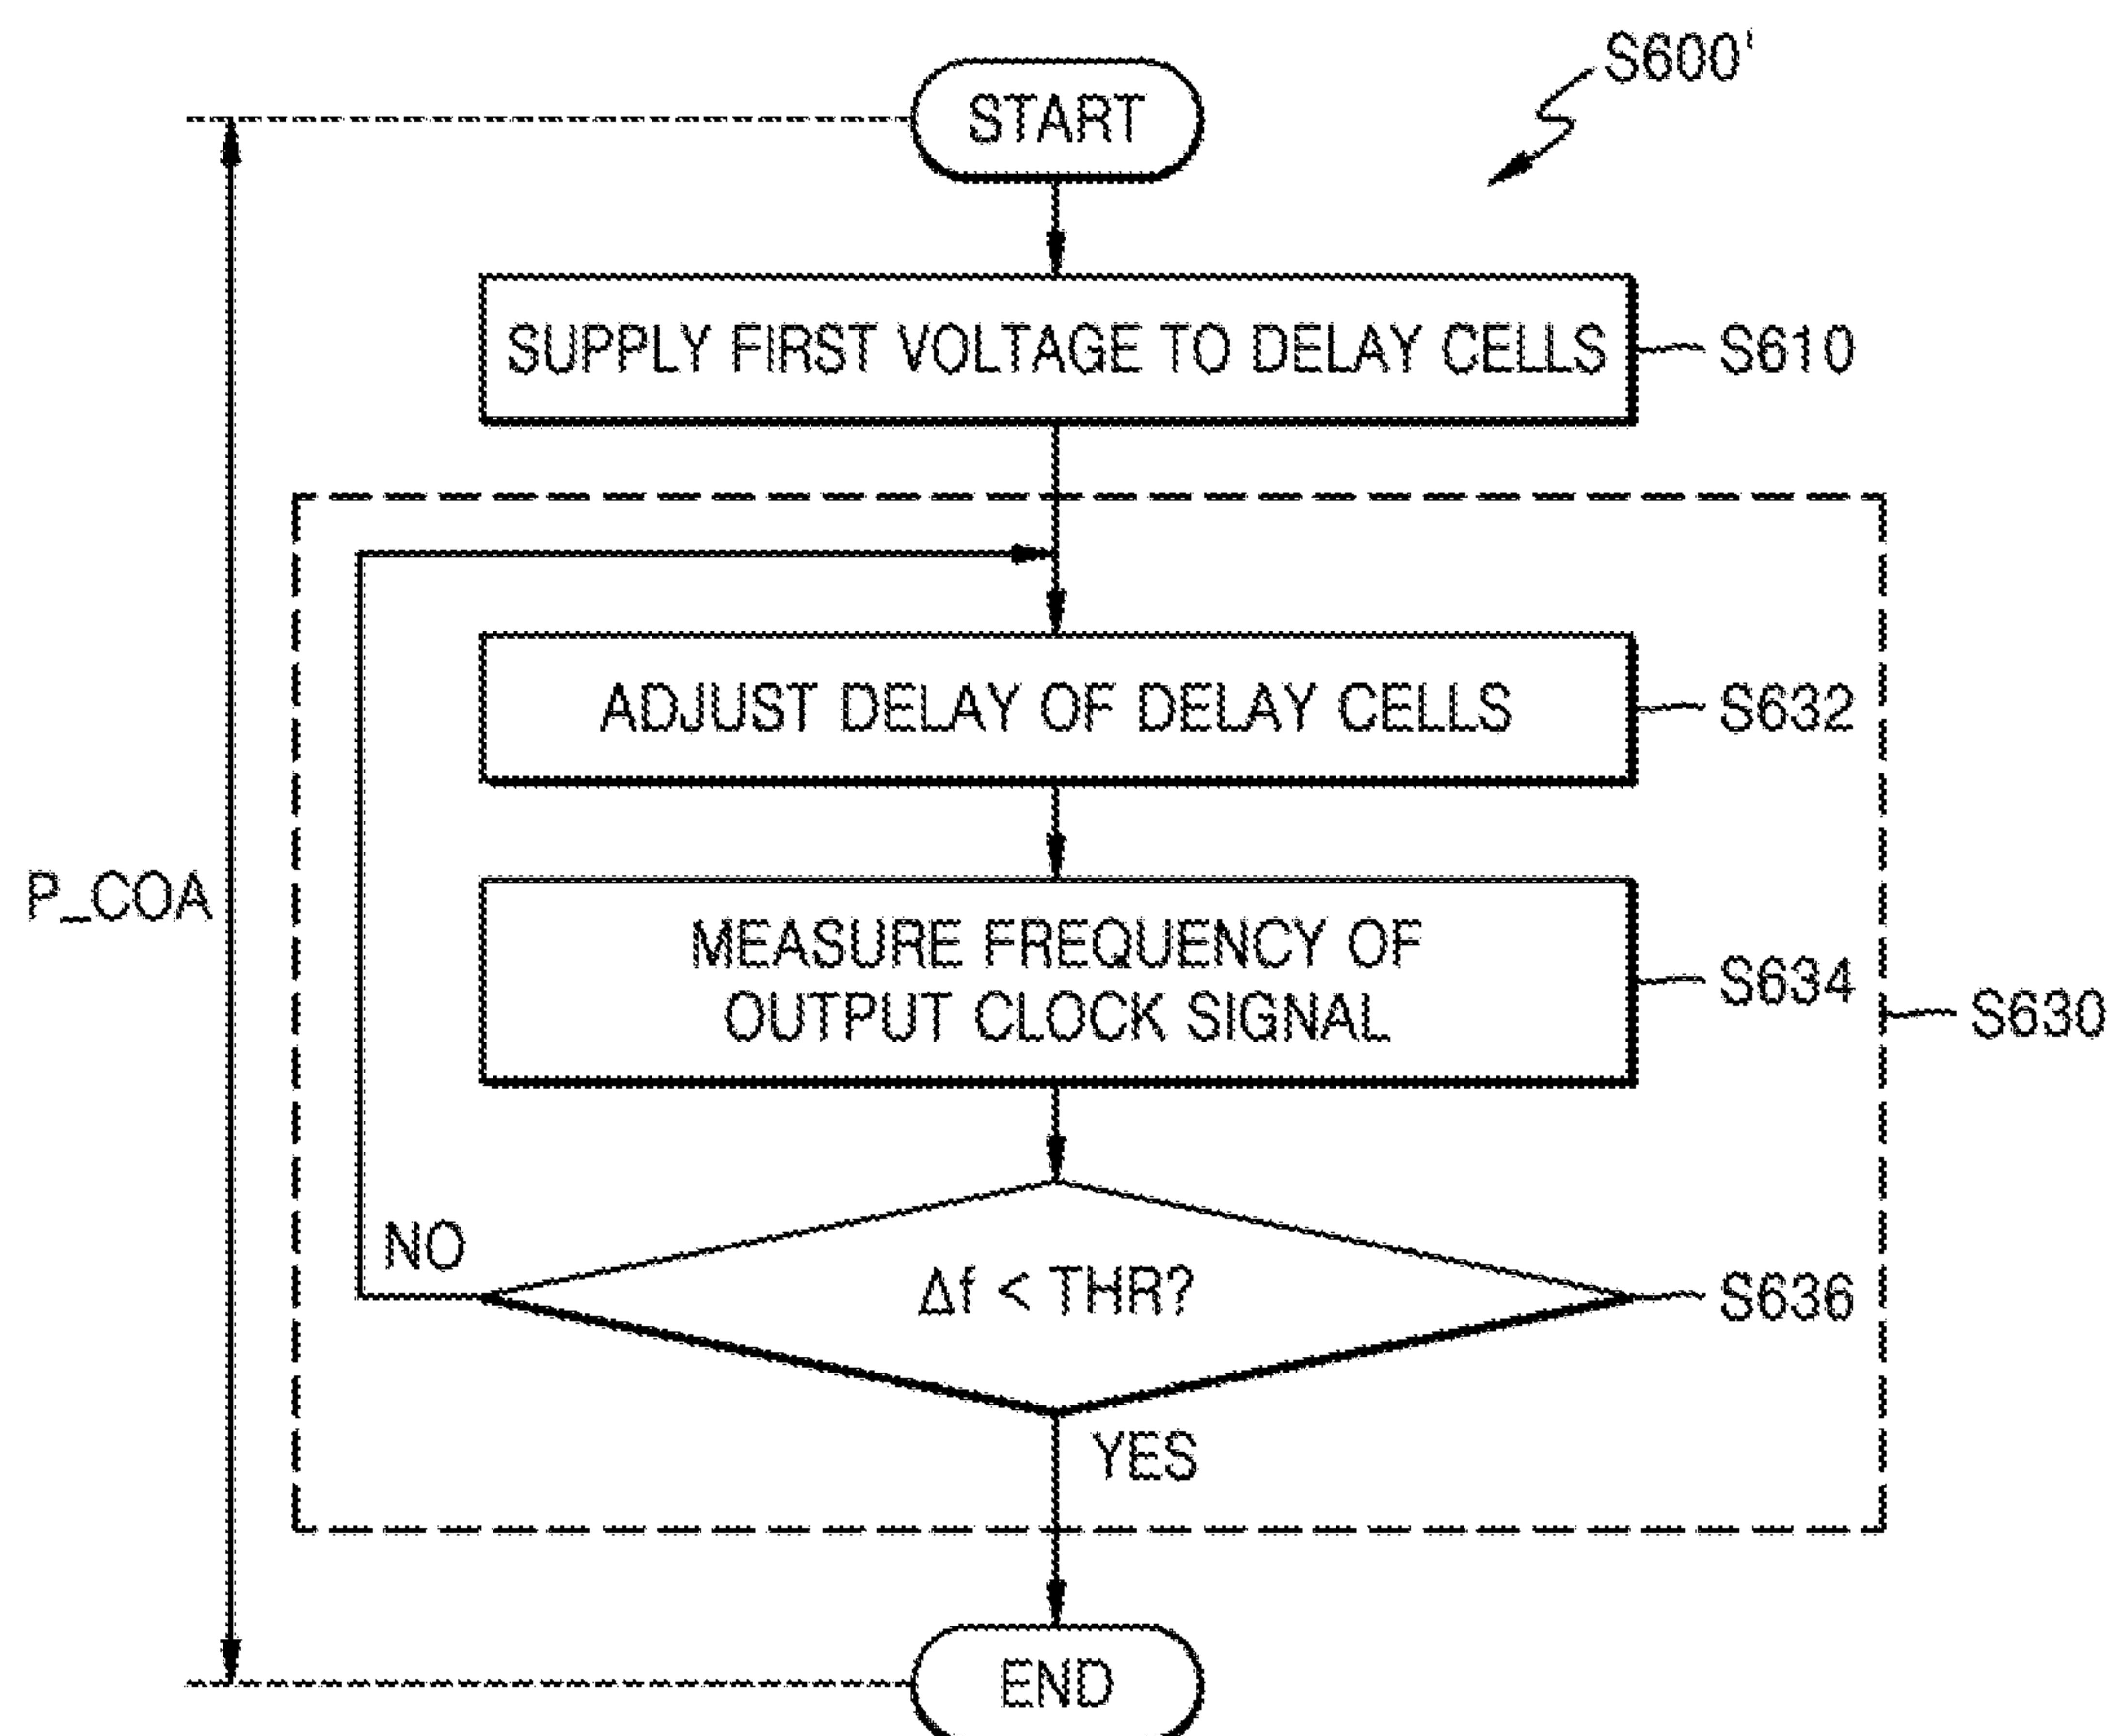 S600'
START
SUPPLY FIRST VOLTAGE TO DELAY CELLS
S610
ADJUST DELAY OF DELAY CELLS
S632
P_COA
MEASURE FREQUENCY OF
OUTPUT CLOCK SIGNAL
S634
S630
NO
Δf < THR?
S636
YES
END